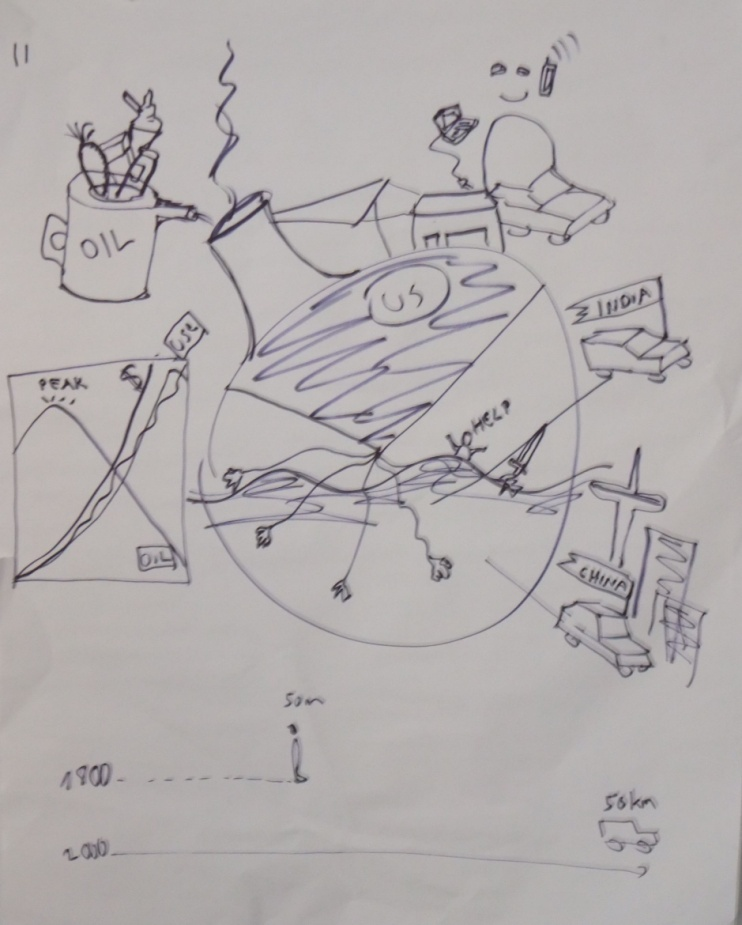 11
OIL
US
INDIA
USE
PEAK
$
HELP
OIL
CHINA
50m
1800
50km
2000